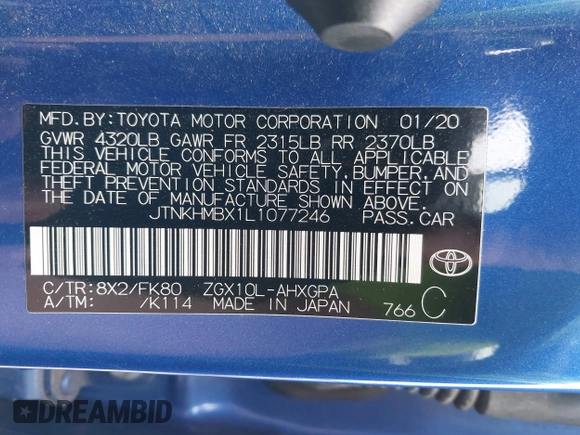 MFD.BY:TOYOTA MOTOR CORPORATION 01/20
GVWR 4320LB GAWR FR 2315LB RR 2370LB
THIS VEHICLE CONFORMS TO ALL APPLICABLE
FEDERAL MOTOR VEHICLE SAFETY,BUMPER,AND
THEFT PREVENTION STANDARDS IN EFFECT ON
THE DATE OF MANUFACTURE SHOWN ABOVE.
JTNKHMBX1L1077246 PASS.CAR
C/TR:8X2/FK80 ZGX10L-AHXGPA
A/TM: /K114 MADE IN JAPAN 766 C
DREAMBID